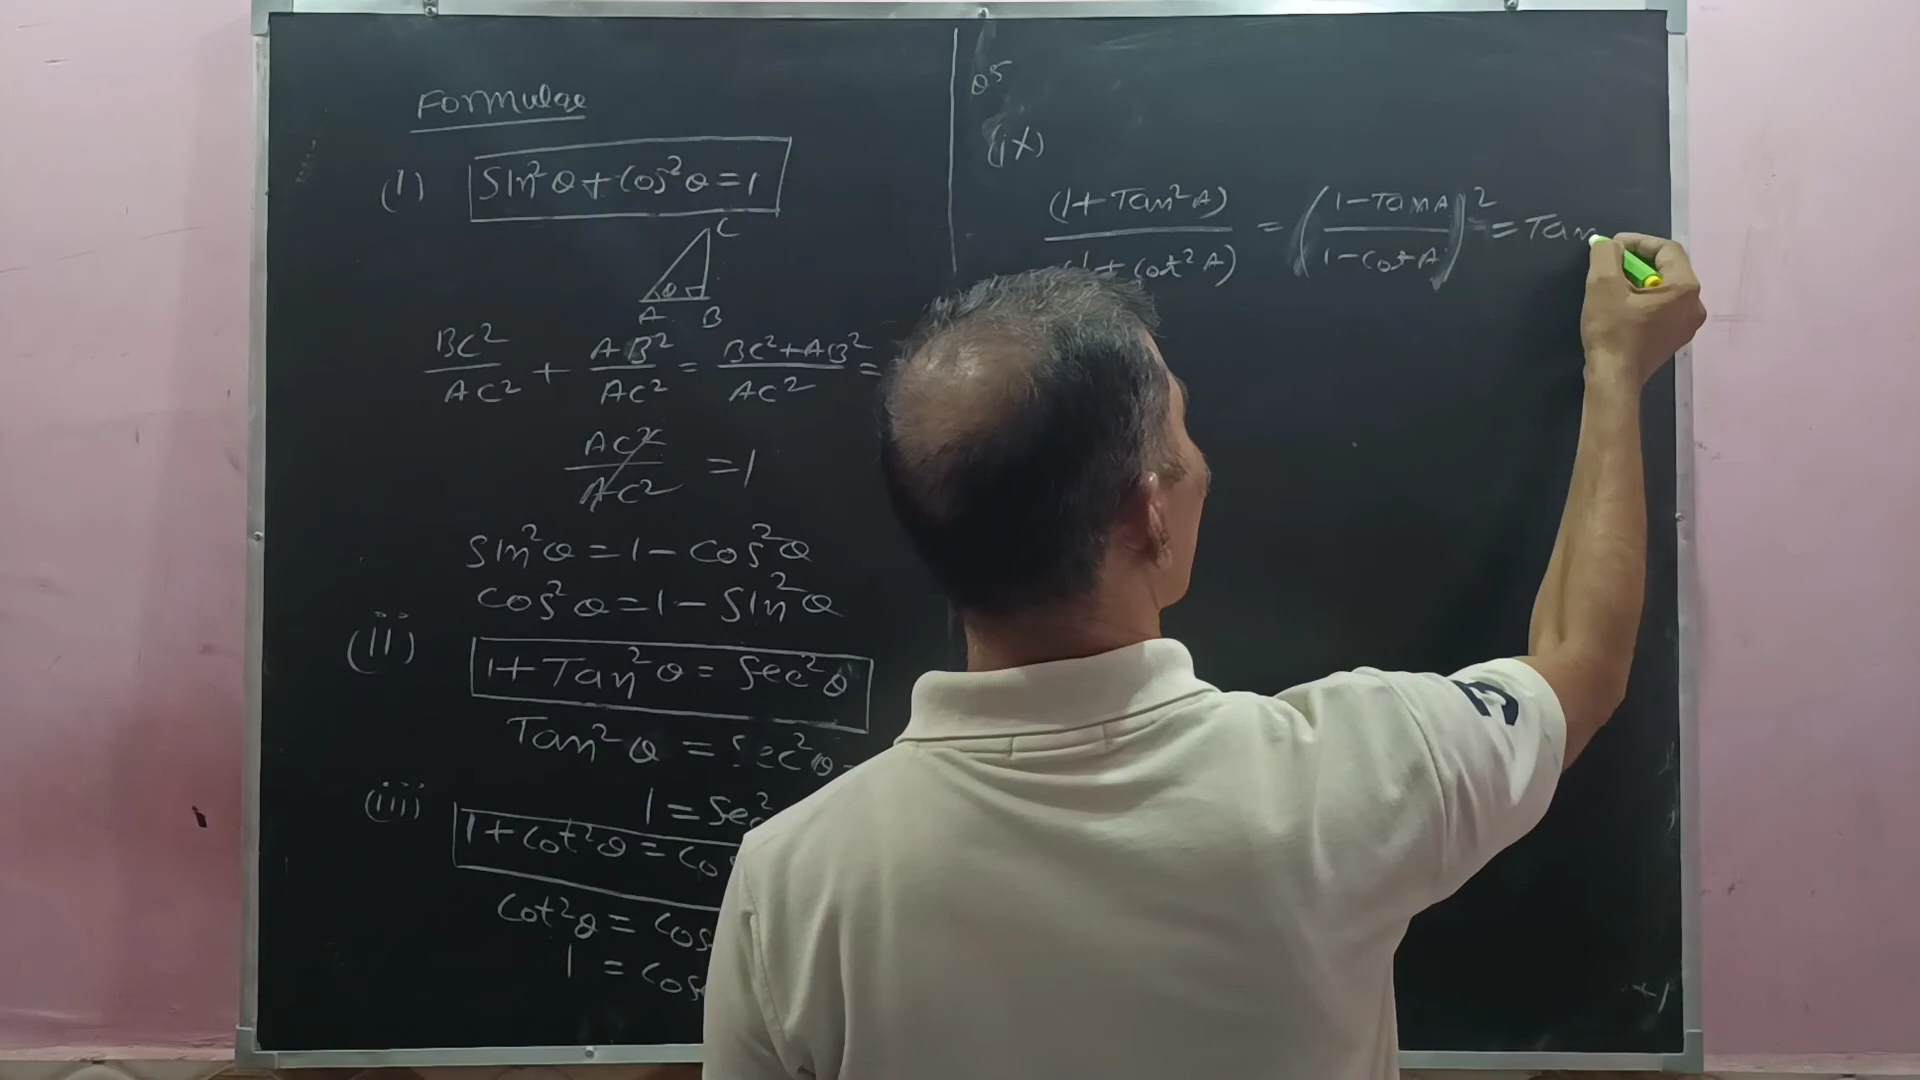 Formulae
(i) Sin²θ + Cos²θ = 1
C
θ
A B
BC²/AC² + AB²/AC² = BC²+AB²/AC² =
AC²/AC² = 1
Sin²θ = 1 - Cos²θ
Cos²θ = 1 - Sin²θ
(ii) 1 + Tan²θ = Sec²θ
Tan²θ = Sec²θ -
1 = Sec²
(iii) 1 + Cot²θ = Co
Cot²θ = Cos
1 = Cos
Q5
(ix)
(1 + Tan²A)/(1 + Cot²A) = (1 - TanA/1 - CotA)² = Tan